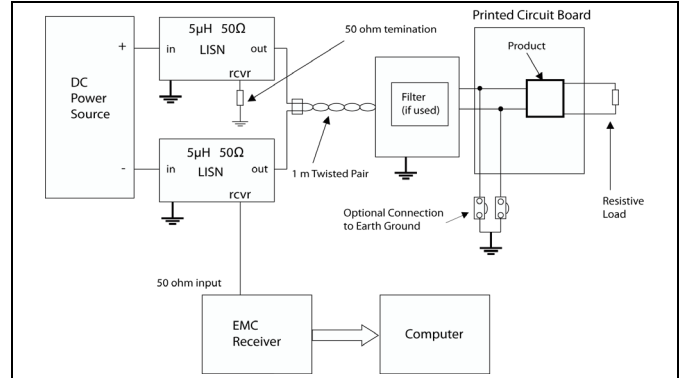 Printed Circuit Board
5µH 50Ω
in
out
LISN
rcvr
50 ohm temination
Product
+
DC
Power
Source
-
Filter
(if used)
5µH 50Ω
in
out
LISN
rcvr
1 m Twisted Pair
Optional Connection
to Earth Ground
Resistive
Load
50 ohm input
EMC
Receiver
Computer